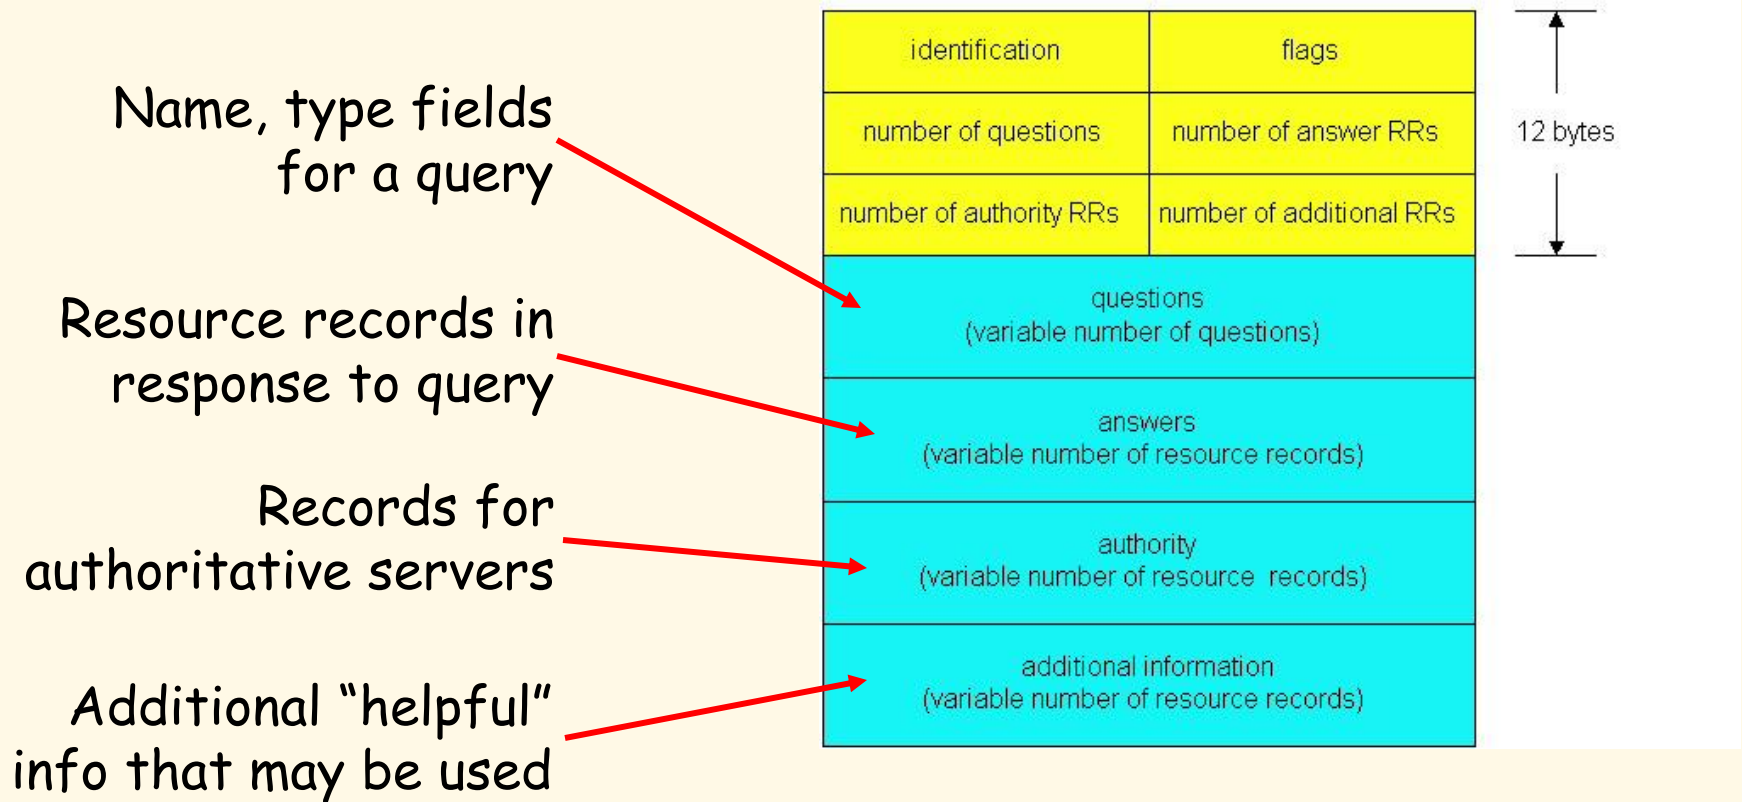 Name, type fields
for a query
Resource records in
response to query
Records for
authoritative servers
Additional “helpful”
info that may be used
identification
flags
number of questions
number of answer RRs
number of authority RRs
number of additional RRs
12 bytes
questions
(variable number of questions)
answers
(variable number of resource records)
authority
(variable number of resource records)
additional information
(variable number of resource records)